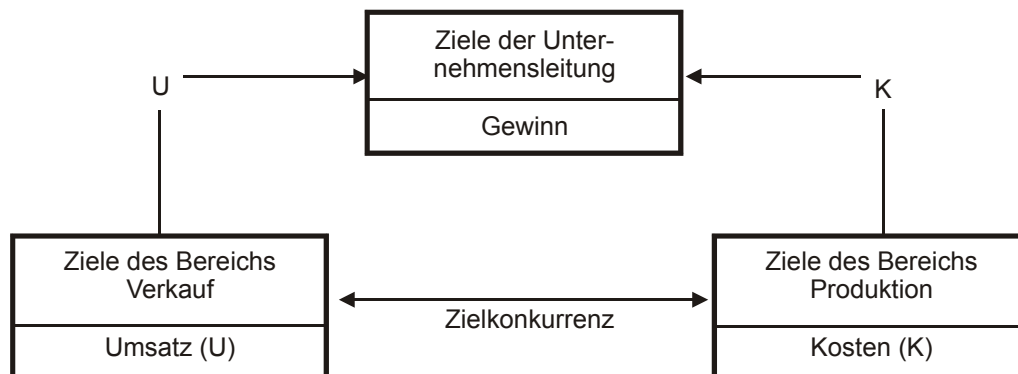 Ziele der Unter-
nehmensleitung
Gewinn
U
K
Ziele des Bereichs
Verkauf
Umsatz (U)
Zielkonkurrenz
Ziele des Bereichs
Produktion
Kosten (K)